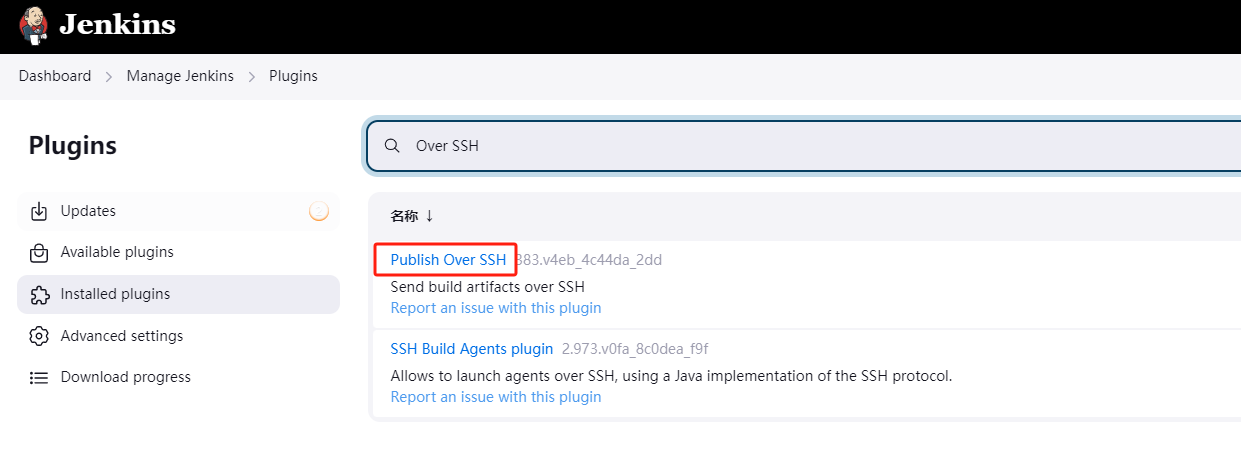 Jenkins
Dashboard > Manage Jenkins > Plugins
Plugins
Over SSH
Updates
Available plugins
Installed plugins
Advanced settings
Download progress
名称 ↓
Publish Over SSH 383.v4eb_4c44da_2dd
Send build artifacts over SSH
Report an issue with this plugin
SSH Build Agents plugin 2.973.v0fa_8c0dea_f9f
Allows to launch agents over SSH, using a Java implementation of the SSH protocol.
Report an issue with this plugin